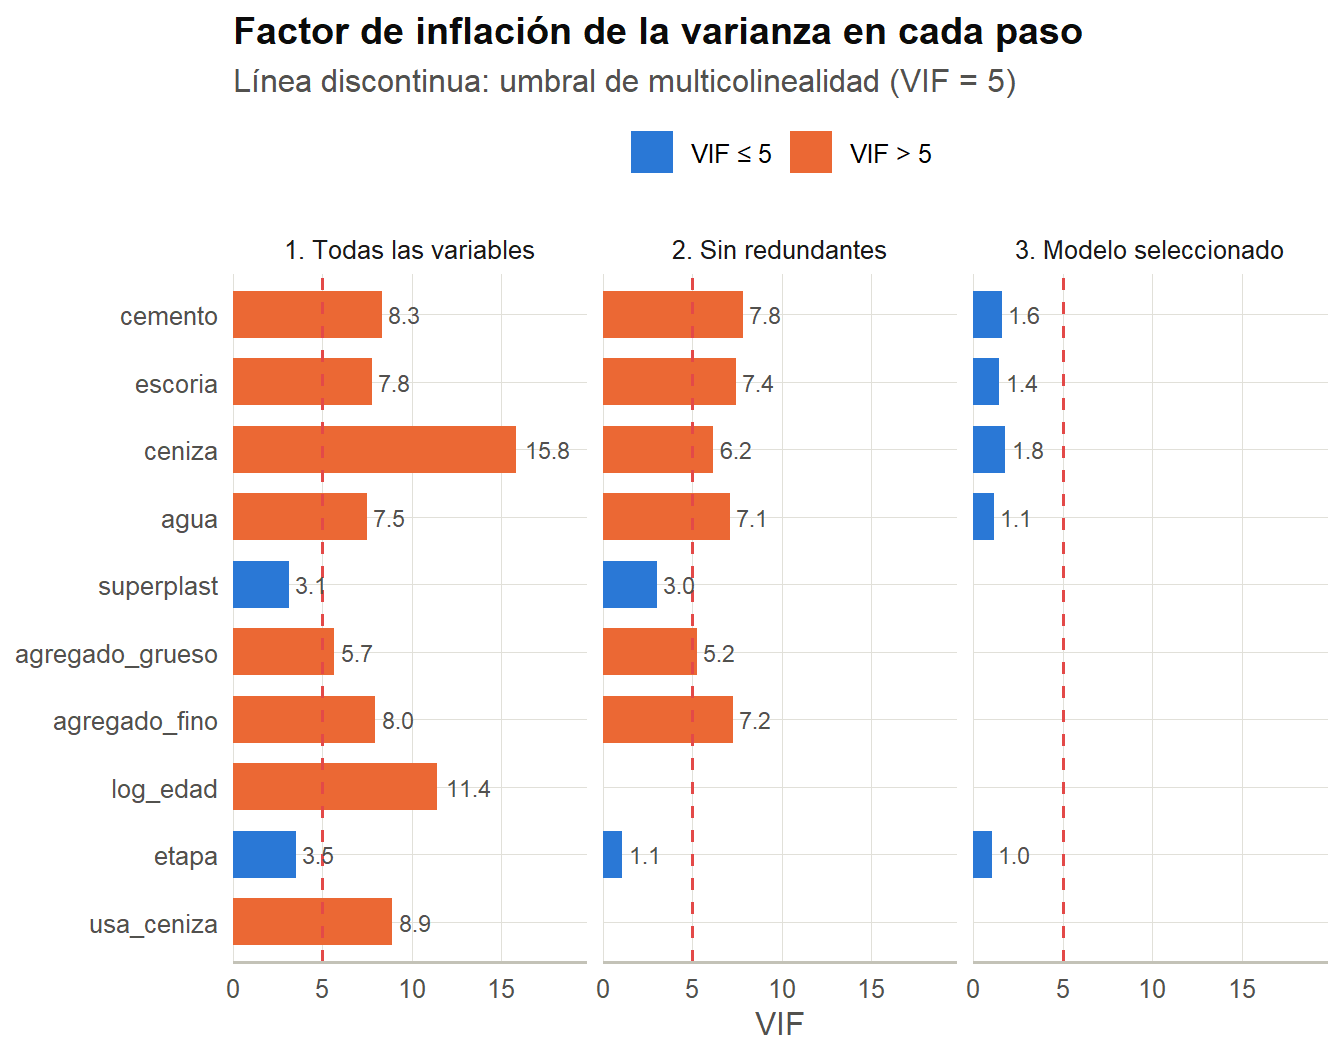 Factor de inflación de la varianza en cada paso
Línea discontinua: umbral de multicolinealidad (VIF = 5)
VIF ≤ 5 VIF > 5
1. Todas las variables 2. Sin redundantes 3. Modelo seleccionado
cemento 8.3 7.8 1.6
escoria 7.8 7.4 1.4
ceniza 15.8 6.2 1.8
agua 7.5 7.1 1.1
superplast 3.1 3.0
agregado_grueso 5.7 5.2
agregado_fino 8.0 7.2
log_edad 11.4
etapa 3.5 1.1 1.0
usa_ceniza 8.9
0 5 10 15 0 5 10 15 0 5 10 15
VIF